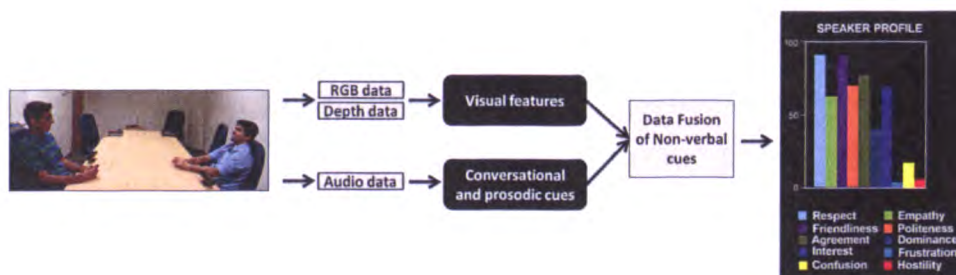 RGB data
Depth data
Visual features
Audio data
Conversational
and prosodic cues
Data Fusion
of Non-verbal
cues
SPEAKER PROFILE
100
50
0
Respect
Empathy
Friendliness
Politeness
Agreement
Dominance
Interest
Frustration
Confusion
Hostility